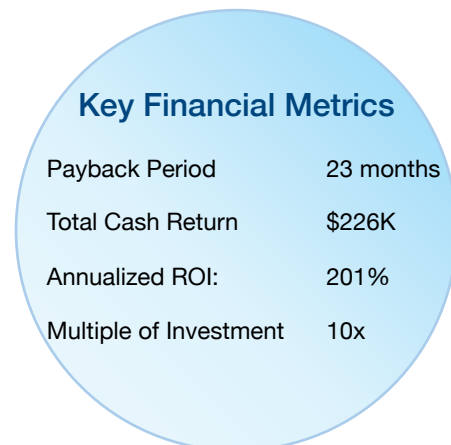 Key Financial Metrics
Payback Period 23 months
Total Cash Return $226K
Annualized ROI: 201%
Multiple of Investment 10x